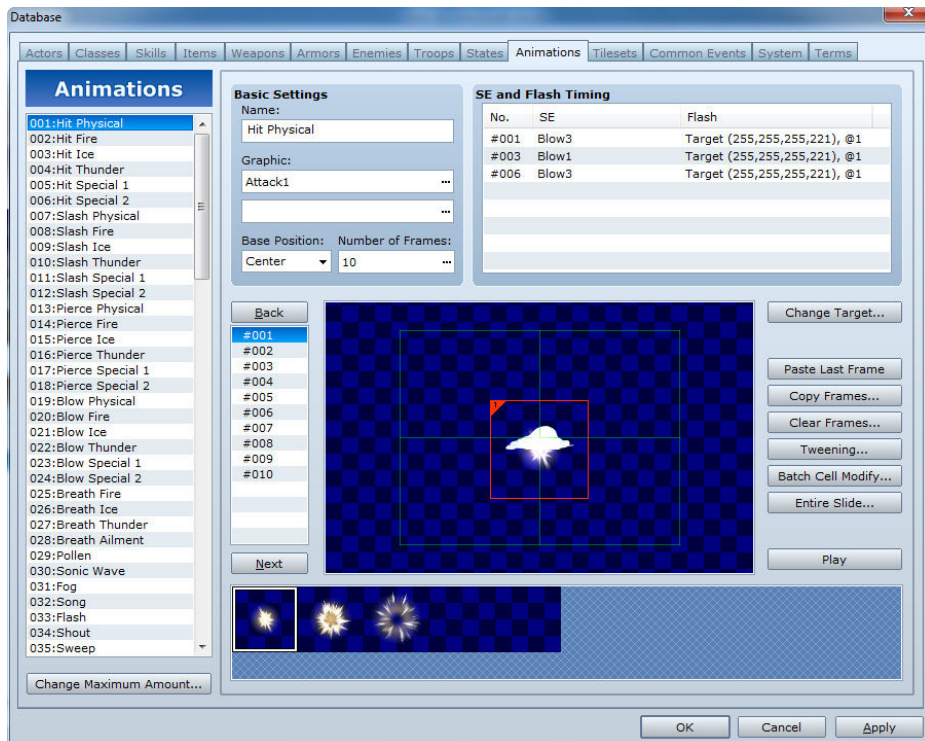 Database
Actors Classes Skills Items Weapons Armors Enemies Troops States Animations Tilesets Common Events System Terms
Animations
001:Hit Physical
002:Hit Fire
003:Hit Ice
004:Hit Thunder
005:Hit Special 1
006:Hit Special 2
007:Slash Physical
008:Slash Fire
009:Slash Ice
010:Slash Thunder
011:Slash Special 1
012:Slash Special 2
013:Pierce Physical
014:Pierce Fire
015:Pierce Ice
016:Pierce Thunder
017:Pierce Special 1
018:Pierce Special 2
019:Blow Physical
020:Blow Fire
021:Blow Ice
022:Blow Thunder
023:Blow Special 1
024:Blow Special 2
025:Breath Fire
026:Breath Ice
027:Breath Thunder
028:Breath Ailment
029:Pollen
030:Sonic Wave
031:Fog
032:Song
033:Flash
034:Shout
035:Sweep
Change Maximum Amount...
Basic Settings
Name:
Hit Physical
Graphic:
Attack1 ...
...
Base Position: Number of Frames:
Center 10 ...
SE and Flash Timing
No. SE Flash
#001 Blow3 Target (255,255,255,221), @1
#003 Blow1 Target (255,255,255,221), @1
#006 Blow3 Target (255,255,255,221), @1
Back
#001
#002
#003
#004
#005
#006
#007
#008
#009
#010
Next
1
Change Target...
Paste Last Frame
Copy Frames...
Clear Frames...
Tweening...
Batch Cell Modify...
Entire Slide...
Play
OK Cancel Apply